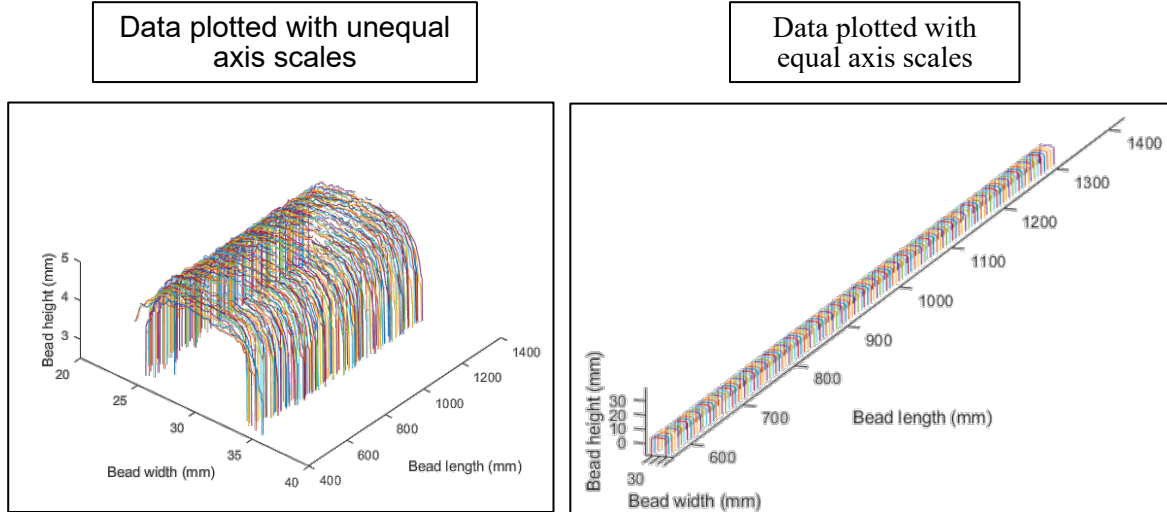 Data plotted with unequal
axis scales
Data plotted with
equal axis scales
5
4
3
Bead height (mm)
20
25
30
35
40
Bead width (mm)
400
600
800
1000
1200
1400
Bead length (mm)
30
20
10
0
Bead height (mm)
30
Bead width (mm)
600
700
800
900
1000
1100
1200
1300
1400
Bead length (mm)